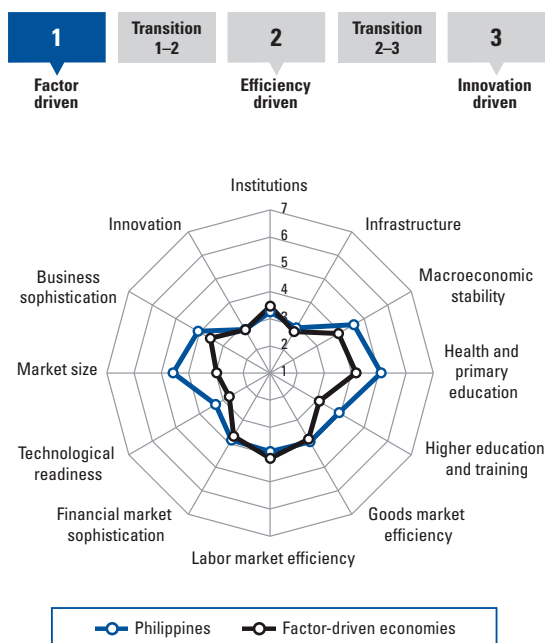 1
Transition
1–2
2
Transition
2–3
3
Factor
driven
Efficiency
driven
Innovation
driven
Institutions
7
6
5
4
3
2
1
Infrastructure
Macroeconomic
stability
Health and
primary
education
Higher education
and training
Goods market
efficiency
Labor market efficiency
Financial market
sophistication
Technological
readiness
Market size
Business
sophistication
Innovation
Philippines
Factor-driven economies